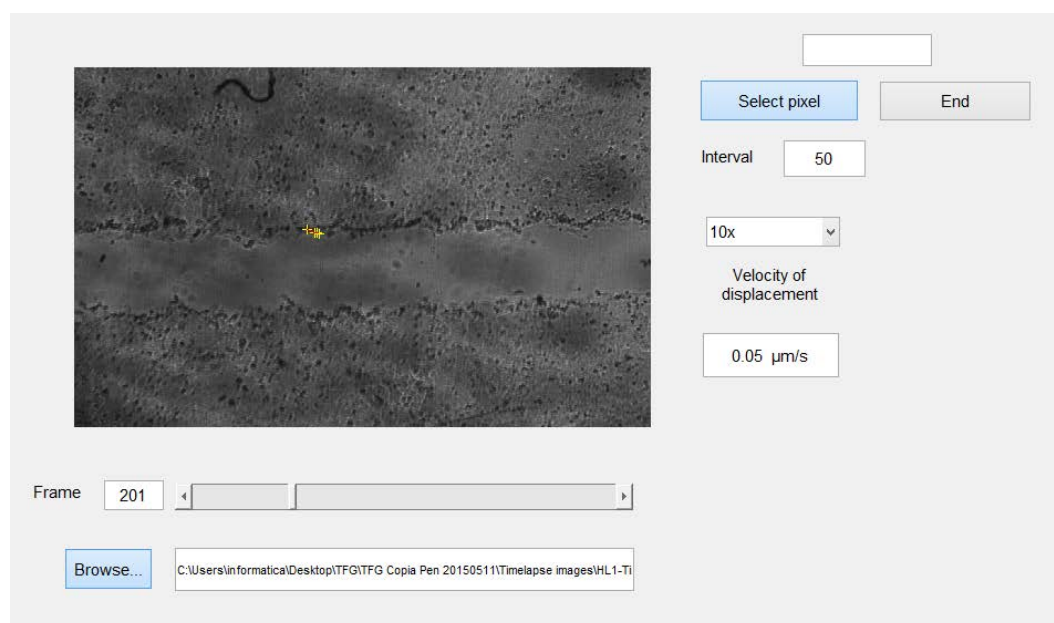 Select pixel
End
Interval
50
10x
Velocity of
displacement
0.05 µm/s
Frame
201
Browse...
C:\Users\informatica\Desktop\TFG\TFG Copia Pen 20150511\Timelapse images\HL1-Ti